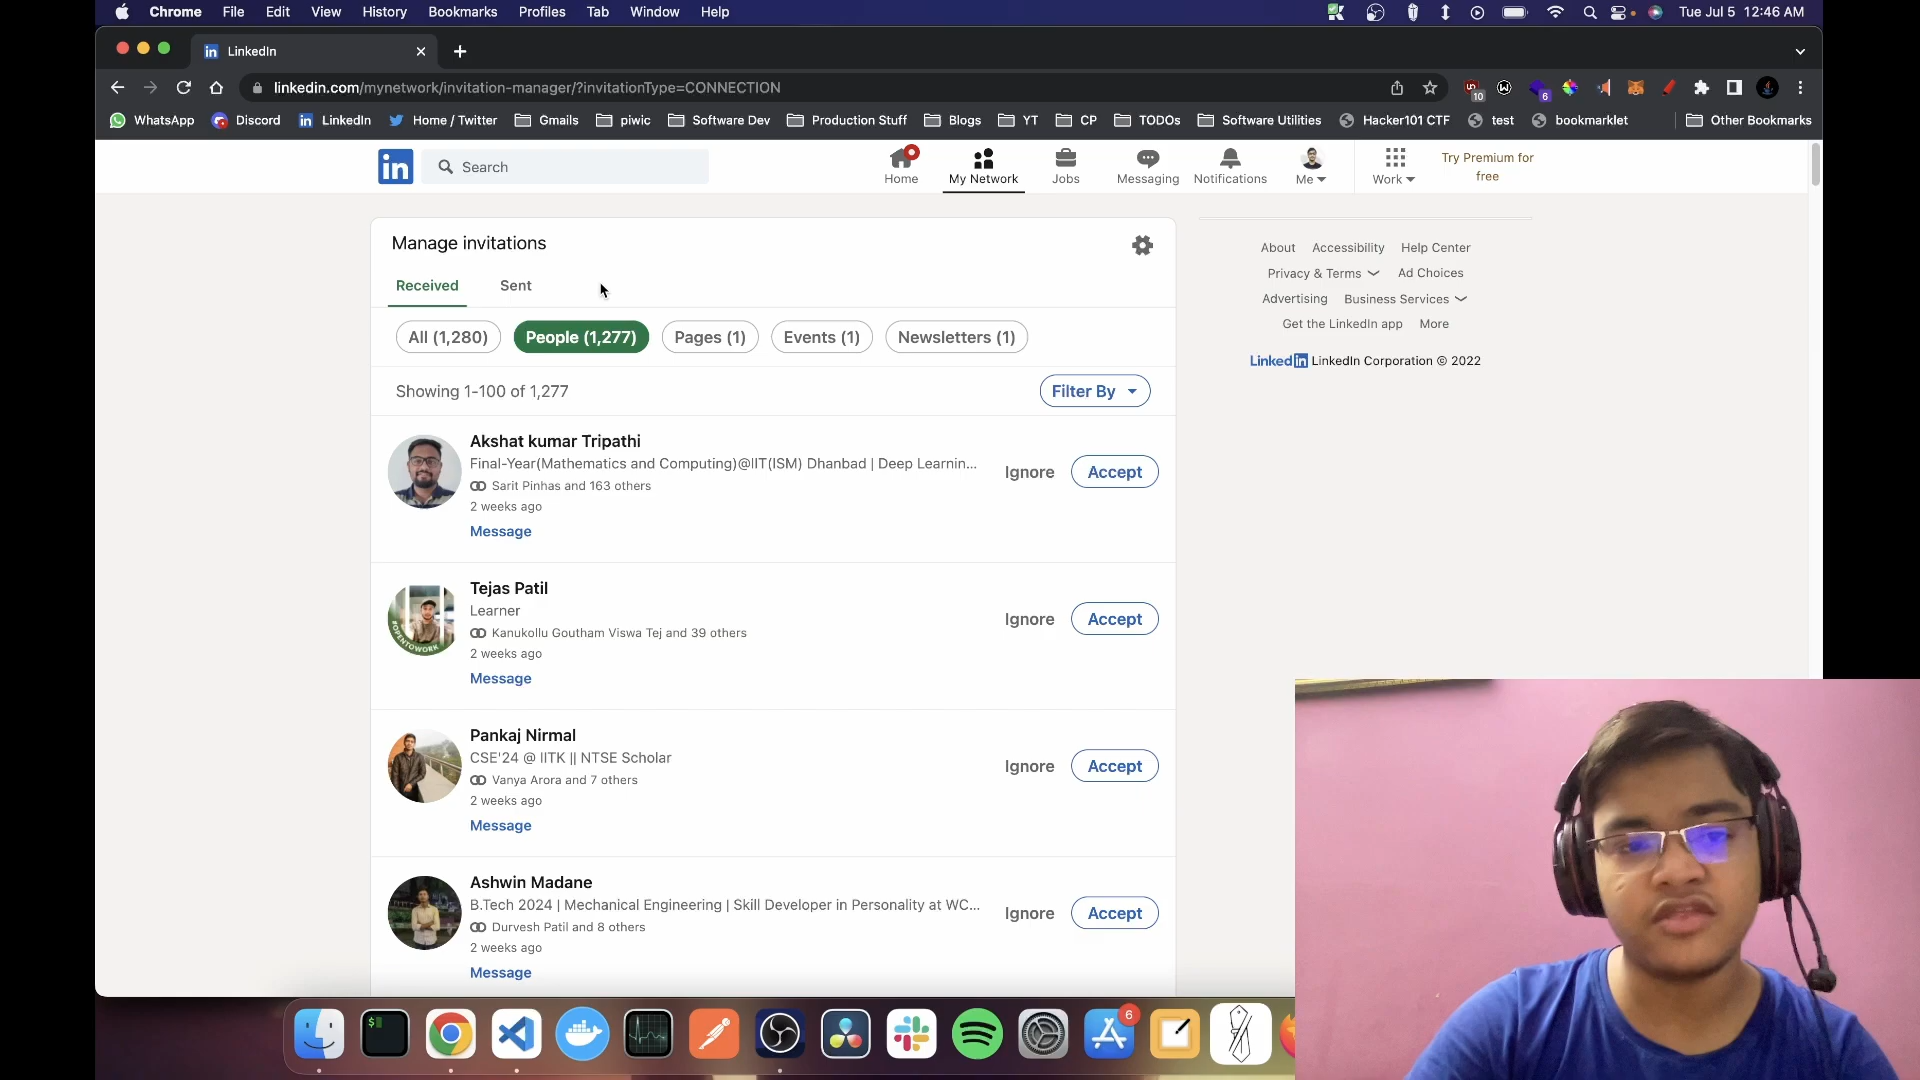 Chrome File Edit View History Bookmarks Profiles Tab Window Help Tue Jul 5 12:46 AM
in LinkedIn
linkedin.com/mynetwork/invitation-manager/?invitationType=CONNECTION 10 6
WhatsApp Discord in LinkedIn Home / Twitter Gmails piwic Software Dev Production Stuff Blogs YT CP TODOs Software Utilities Hacker101 CTF test bookmarklet Other Bookmarks
in Search Home My Network Jobs Messaging Notifications Me Work Try Premium for
free
Manage invitations
Received Sent
All (1,280) People (1,277) Pages (1) Events (1) Newsletters (1)
Showing 1-100 of 1,277 Filter By
Akshat kumar Tripathi
Final-Year(Mathematics and Computing)@IIT(ISM) Dhanbad | Deep Learnin...
Sarit Pinhas and 163 others
2 weeks ago
Message
Ignore Accept
Tejas Patil
Learner
Kanukollu Goutham Viswa Tej and 39 others
2 weeks ago
Message
Ignore Accept
#OPENTOWORK
Pankaj Nirmal
CSE'24 @ IITK || NTSE Scholar
Vanya Arora and 7 others
2 weeks ago
Message
Ignore Accept
Ashwin Madane
B.Tech 2024 | Mechanical Engineering | Skill Developer in Personality at WC...
Durvesh Patil and 8 others
2 weeks ago
Message
Ignore Accept
About Accessibility Help Center
Privacy & Terms Ad Choices
Advertising Business Services
Get the LinkedIn app More
Linkedin LinkedIn Corporation © 2022
$
6